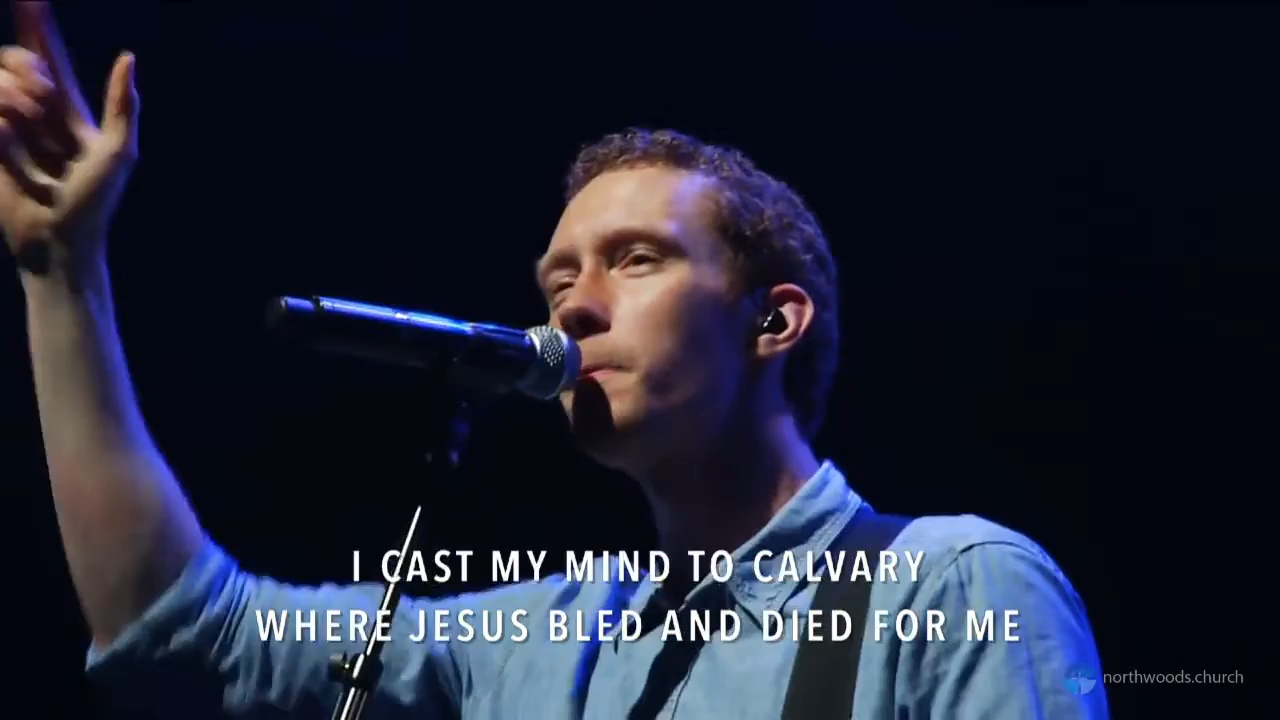 I CAST MY MIND TO CALVARY
WHERE JESUS BLED AND DIED FOR ME
northwoods.church